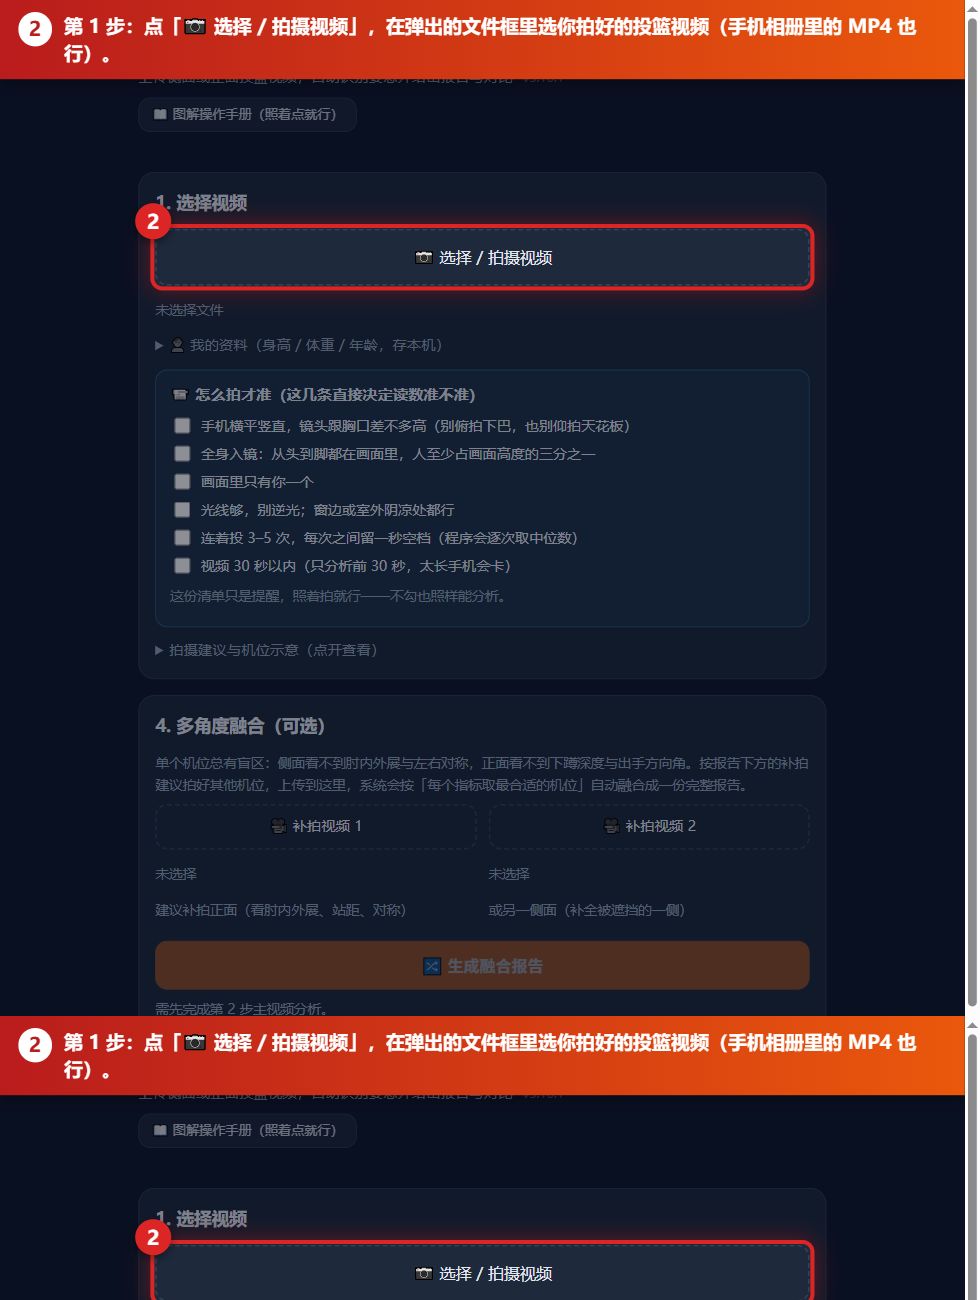 2 第 1 步：点「📷 选择 / 拍摄视频」，在弹出的文件框里选你拍好的投篮视频（手机相册里的 MP4 也
行）。
图解操作手册（照着点就行）
1. 选择视频
2
选择 / 拍摄视频
未选择文件
▶ 我的资料（身高 / 体重 / 年龄，存本机）
怎么拍才准（这几条直接决定读数准不准）
手机横平竖直，镜头跟胸口差不多高（别俯拍下巴，也别仰拍天花板）
全身入镜：从头到脚都在画面里，人至少占画面高度的三分之一
画面里只有你一个
光线够，别逆光；窗边或室外阴凉处都行
连着投 3–5 次，每次之间留一秒空档（程序会逐次取中位数）
视频 30 秒以内（只分析前 30 秒，太长手机会卡）
这份清单只是提醒，照着拍就行——不勾也照样能分析。
▶ 拍摄建议与机位示意（点开查看）
4. 多角度融合（可选）
单个机位总有盲区：侧面看不到肘内外展与左右对称，正面看不到下蹲深度与出手方向角。按报告下方的补拍
建议拍好其他机位，上传到这里，系统会按「每个指标取最合适的机位」自动融合成一份完整报告。
补拍视频 1
补拍视频 2
未选择
未选择
建议补拍正面（看肘内外展、站距、对称）
或另一侧面（补全被遮挡的一侧）
生成融合报告
需先完成第 2 步主视频分析。
2 第 1 步：点「📷 选择 / 拍摄视频」，在弹出的文件框里选你拍好的投篮视频（手机相册里的 MP4 也
行）。
图解操作手册（照着点就行）
1. 选择视频
2
选择 / 拍摄视频